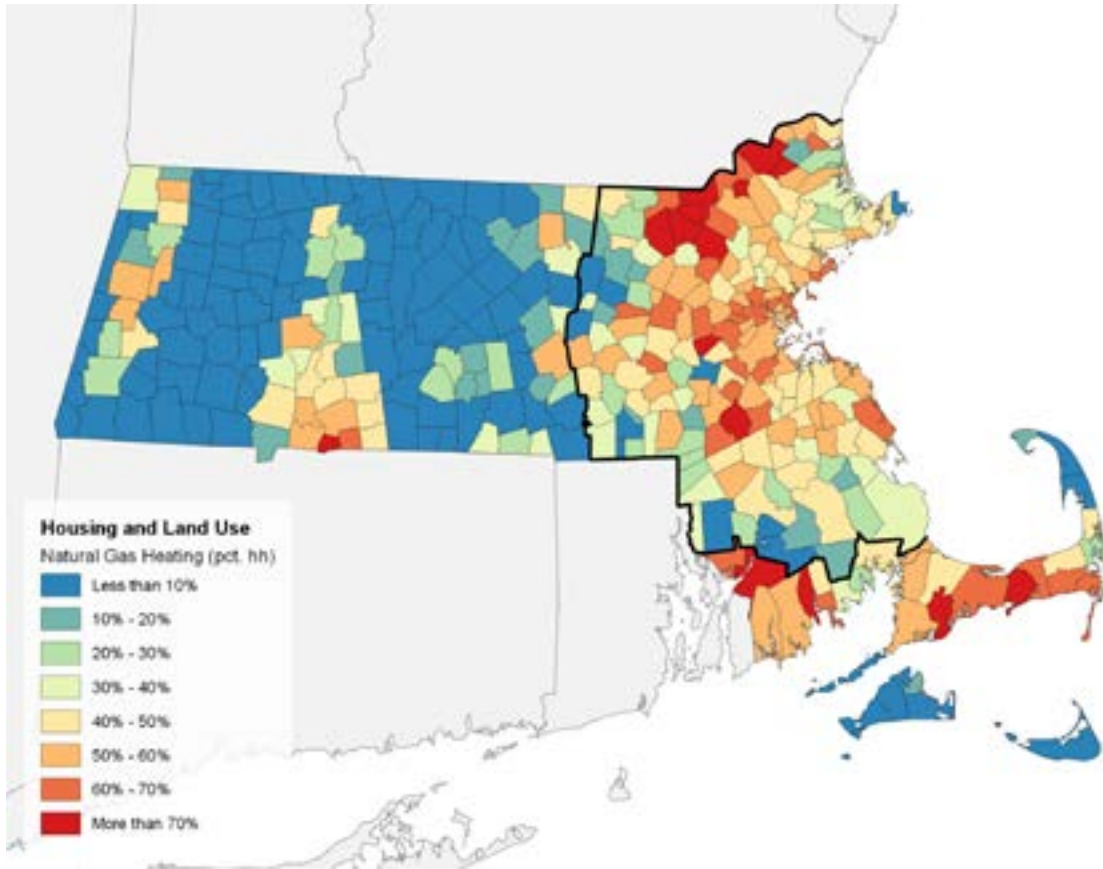 Housing and Land Use
Natural Gas Heating (pct. hh)
Less than 10%
10% - 20%
20% - 30%
30% - 40%
40% - 50%
50% - 60%
60% - 70%
More than 70%